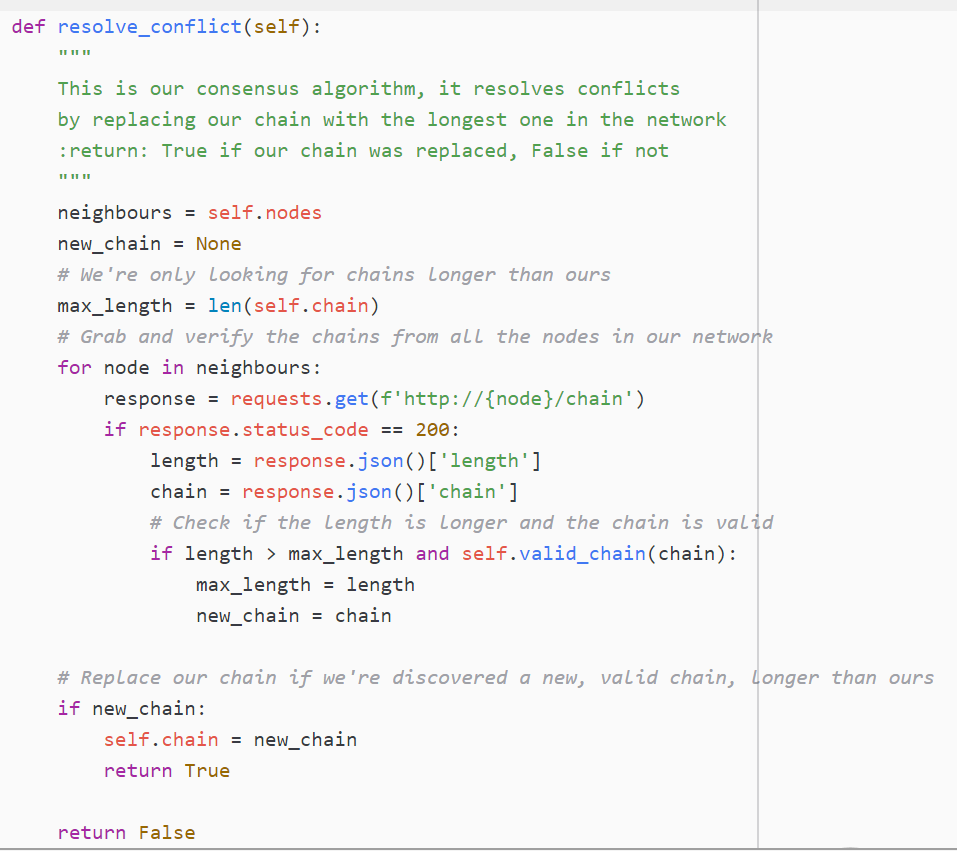 def resolve_conflict(self):
    """
    This is our consensus algorithm, it resolves conflicts
    by replacing our chain with the longest one in the network
    :return: True if our chain was replaced, False if not
    """
    neighbours = self.nodes
    new_chain = None
    # We're only looking for chains longer than ours
    max_length = len(self.chain)
    # Grab and verify the chains from all the nodes in our network
    for node in neighbours:
        response = requests.get(f'http://{node}/chain')
        if response.status_code == 200:
            length = response.json()['length']
            chain = response.json()['chain']
            # Check if the length is longer and the chain is valid
            if length > max_length and self.valid_chain(chain):
                max_length = length
                new_chain = chain

    # Replace our chain if we're discovered a new, valid chain, longer than ours
    if new_chain:
        self.chain = new_chain
        return True

    return False